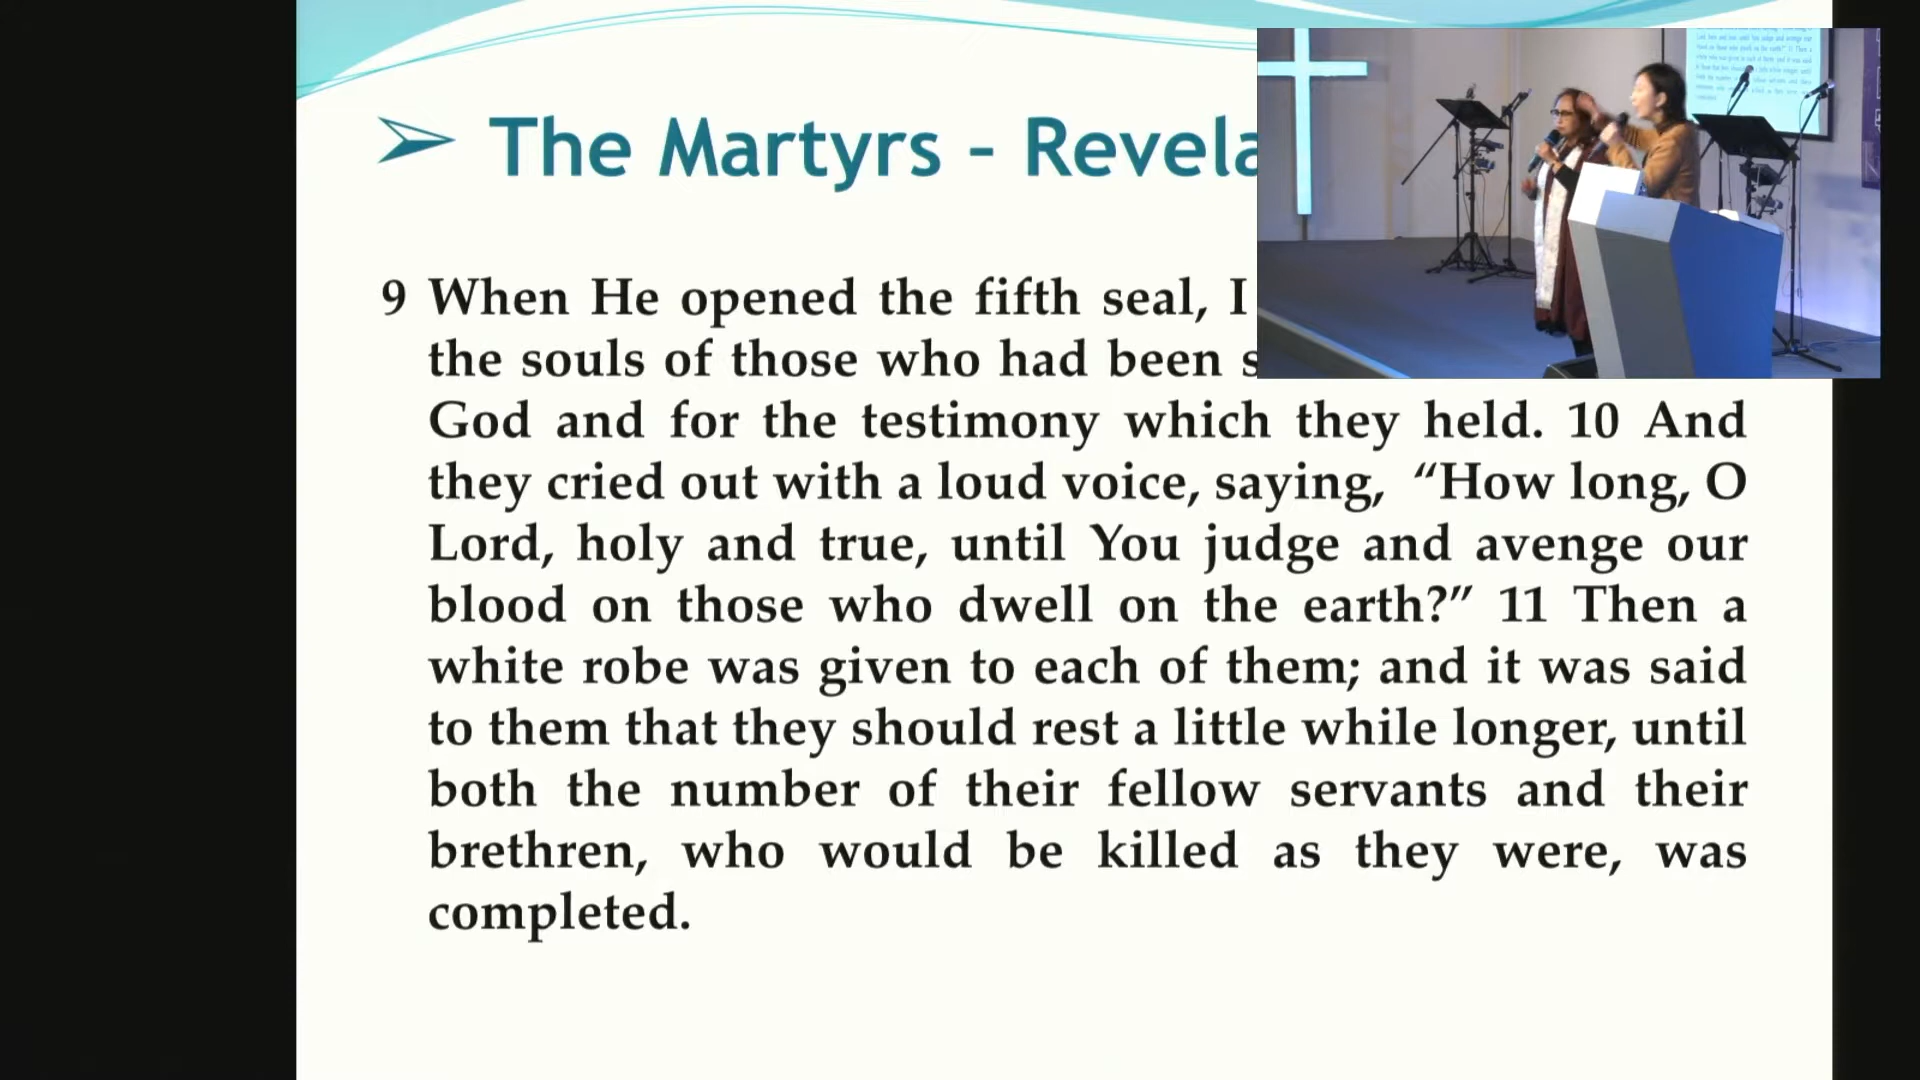 The Martyrs - Revela
9 When He opened the fifth seal, I
the souls of those who had been s
God and for the testimony which they held. 10 And
they cried out with a loud voice, saying, “How long, O
Lord, holy and true, until You judge and avenge our
blood on those who dwell on the earth?” 11 Then a
white robe was given to each of them; and it was said
to them that they should rest a little while longer, until
both the number of their fellow servants and their
brethren, who would be killed as they were, was
completed.